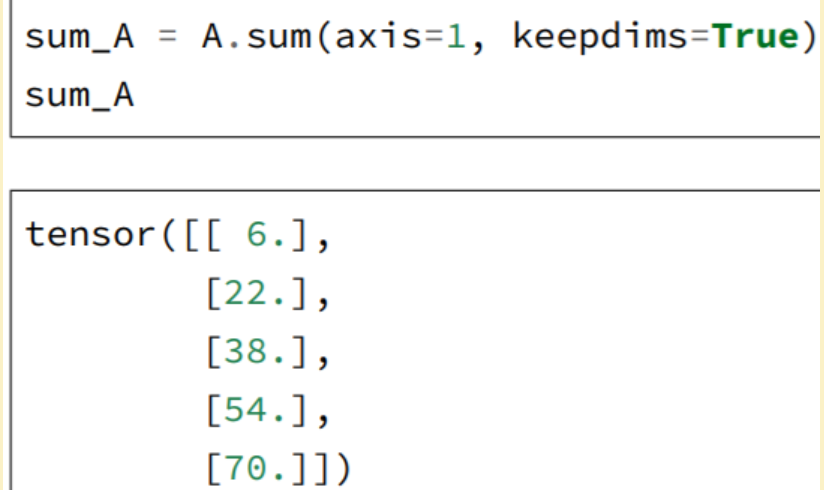 sum_A = A.sum(axis=1, keepdims=True)
sum_A
tensor([[ 6.],
        [22.],
        [38.],
        [54.],
        [70.]])